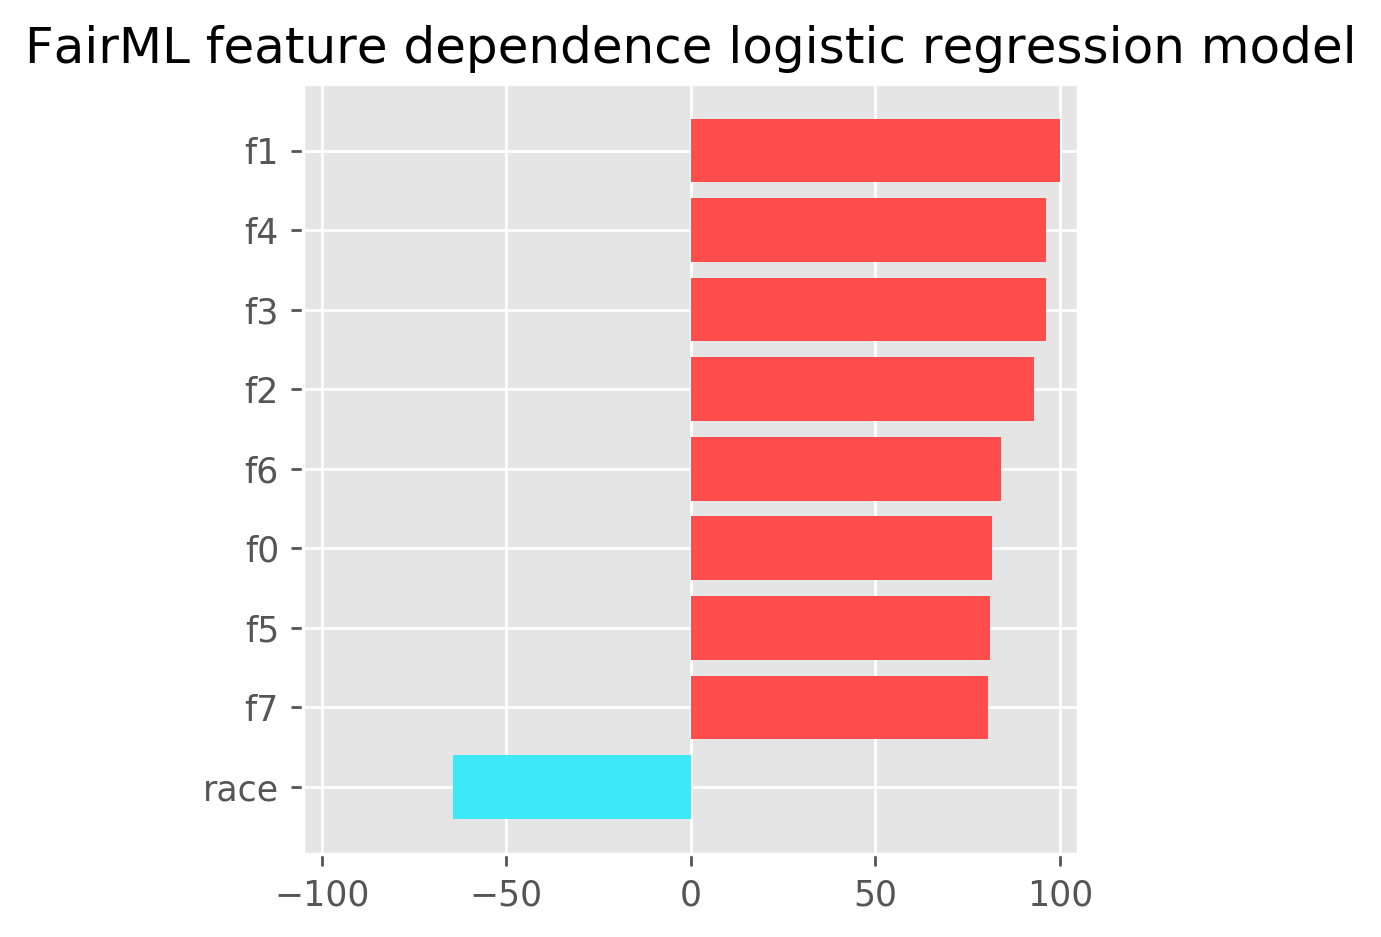 FairML feature dependence logistic regression model
f1
f4
f3
f2
f6
f0
f5
f7
race
−100 −50 0 50 100